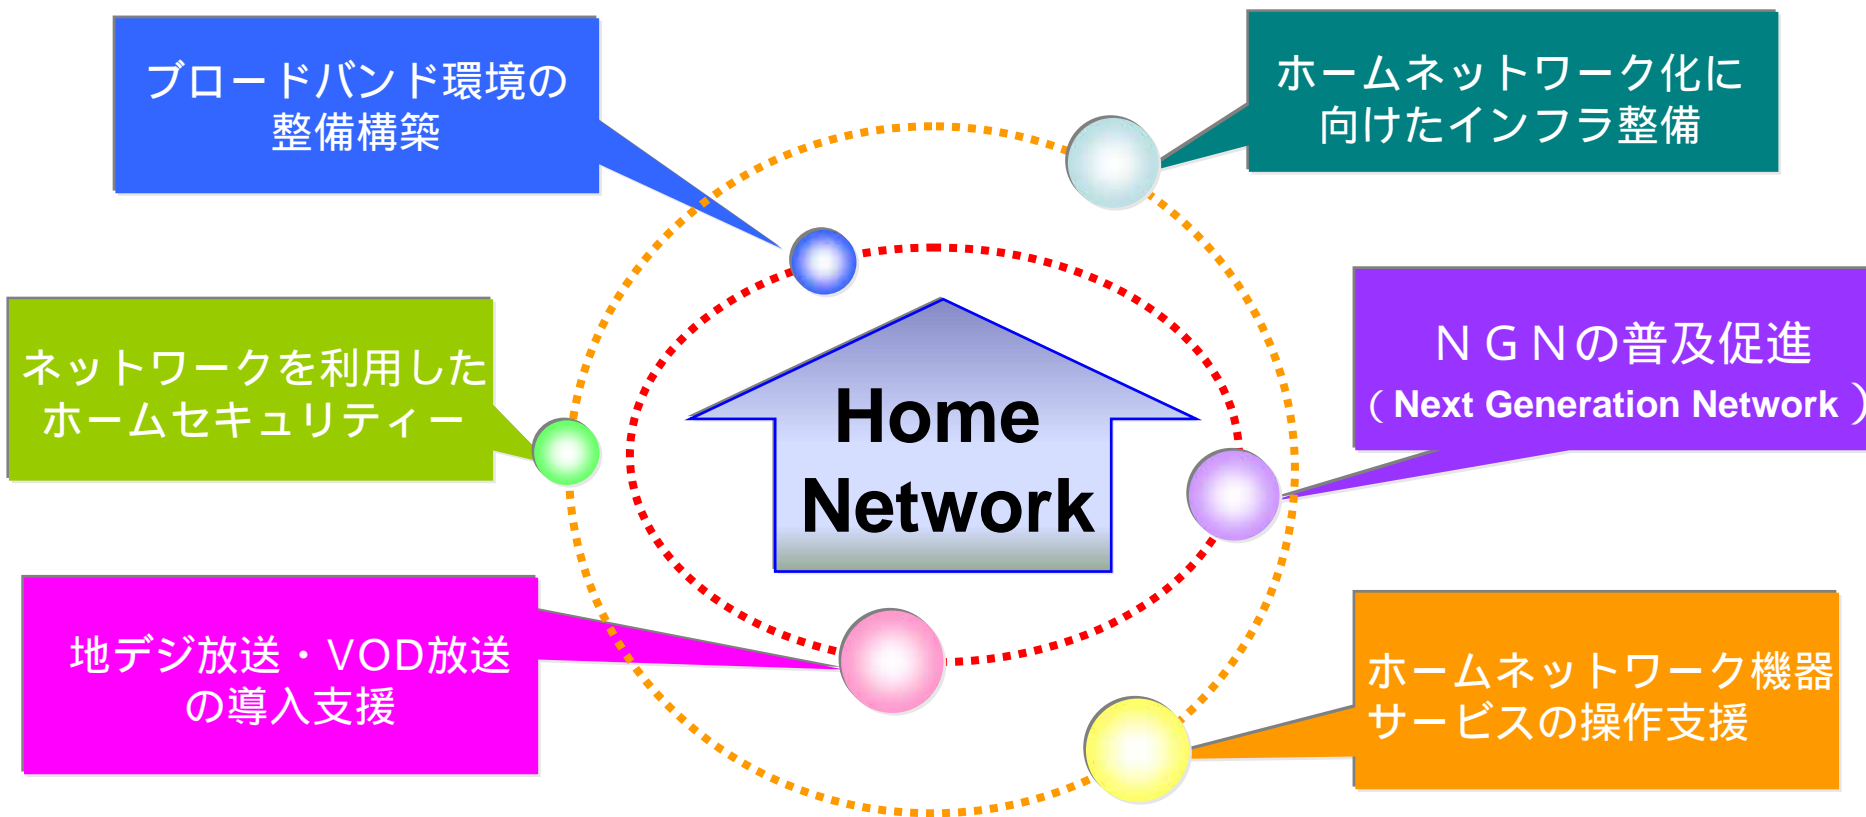 ブロードバンド環境の
整備構築
ホームネットワーク化に
向けたインフラ整備
ネットワークを利用した
ホームセキュリティー
Home
Network
ＮＧＮの普及促進
（Next Generation Network）
地デジ放送・VOD放送
の導入支援
ホームネットワーク機器
サービスの操作支援